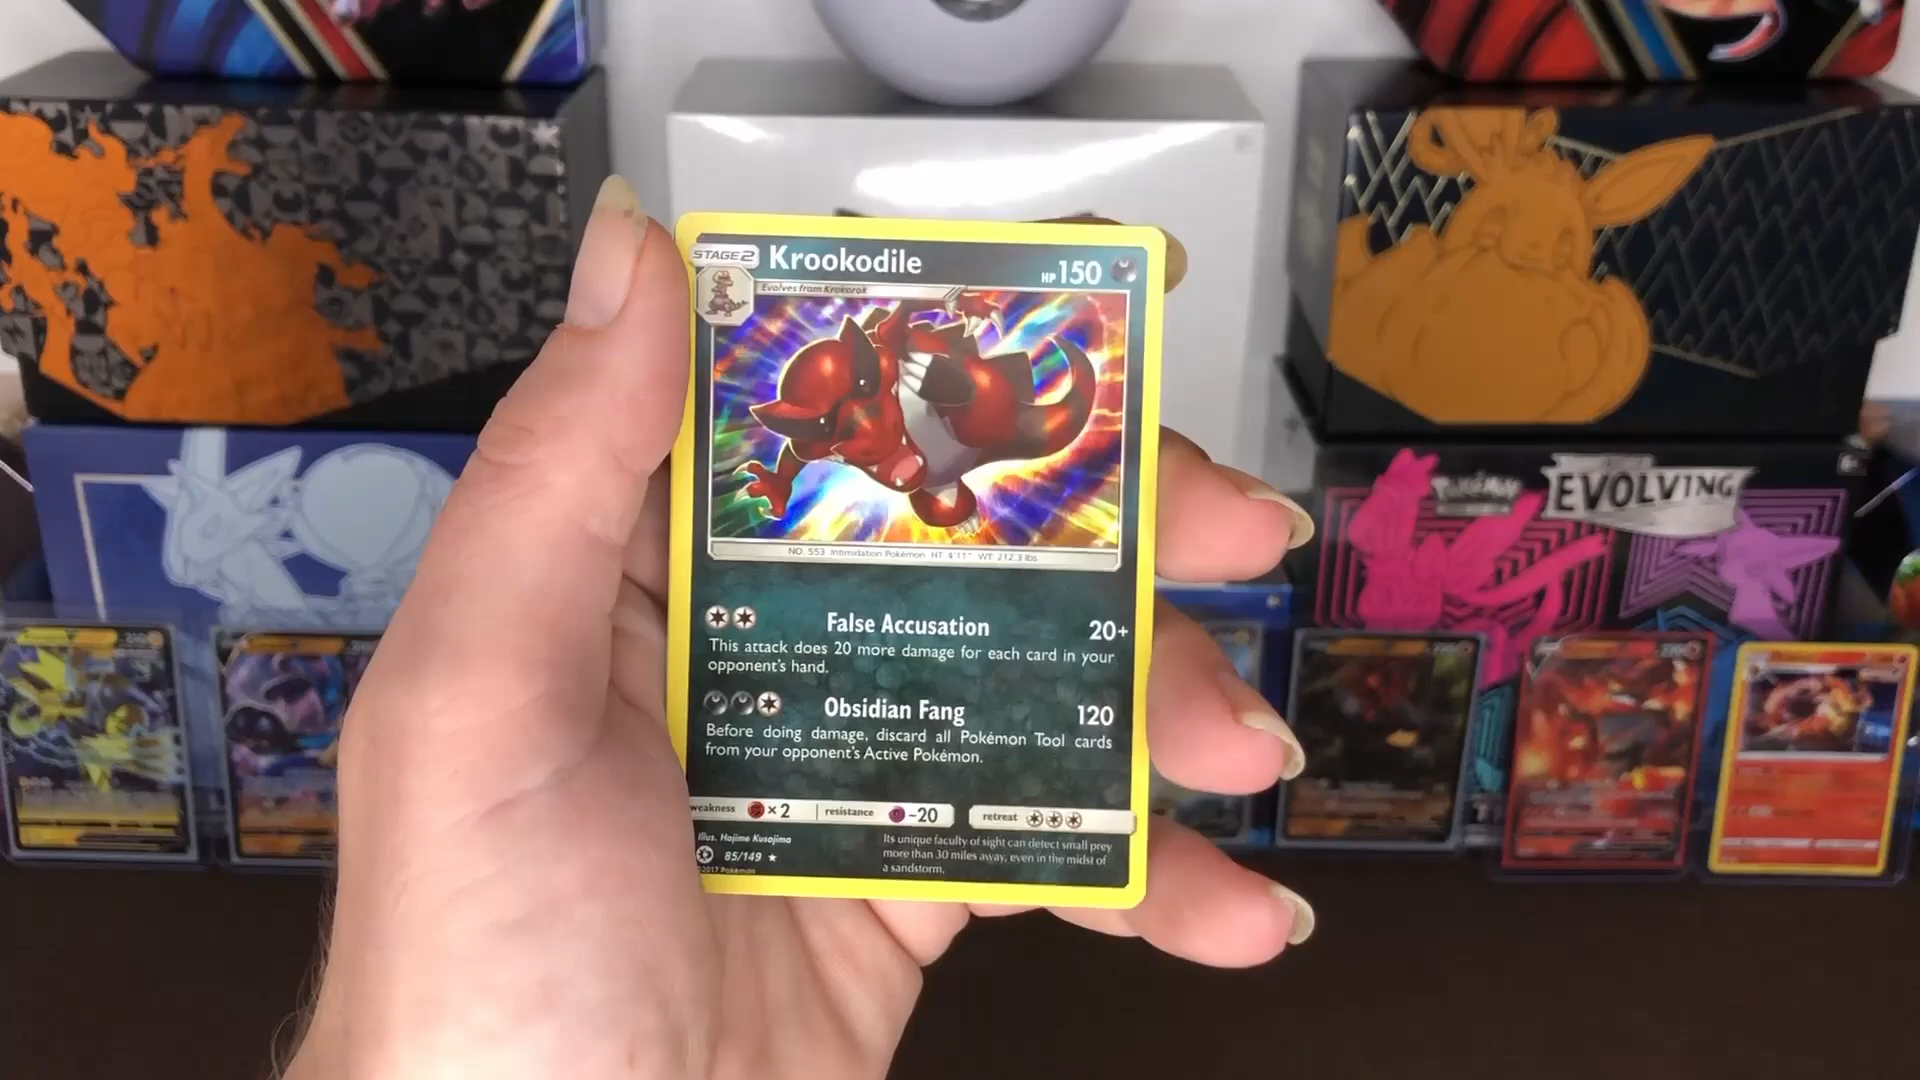 STAGE2 Krookodile HP150
Evolves from Krokorok
NO. 553 Intimidation Pokémon HT: 4'11" WT: 212.3 lbs
False Accusation 20+
This attack does 20 more damage for each card in your
opponent's hand.
Obsidian Fang 120
Before doing damage, discard all Pokémon Tool cards
from your opponent's Active Pokémon.
weakness ×2 resistance -20 retreat
Illus. Hajime Kusajima
85/149
©2017 Pokémon
Its unique faculty of sight can detect small prey
more than 30 miles away, even in the midst of
a sandstorm.
Pokémon
EVOLVING